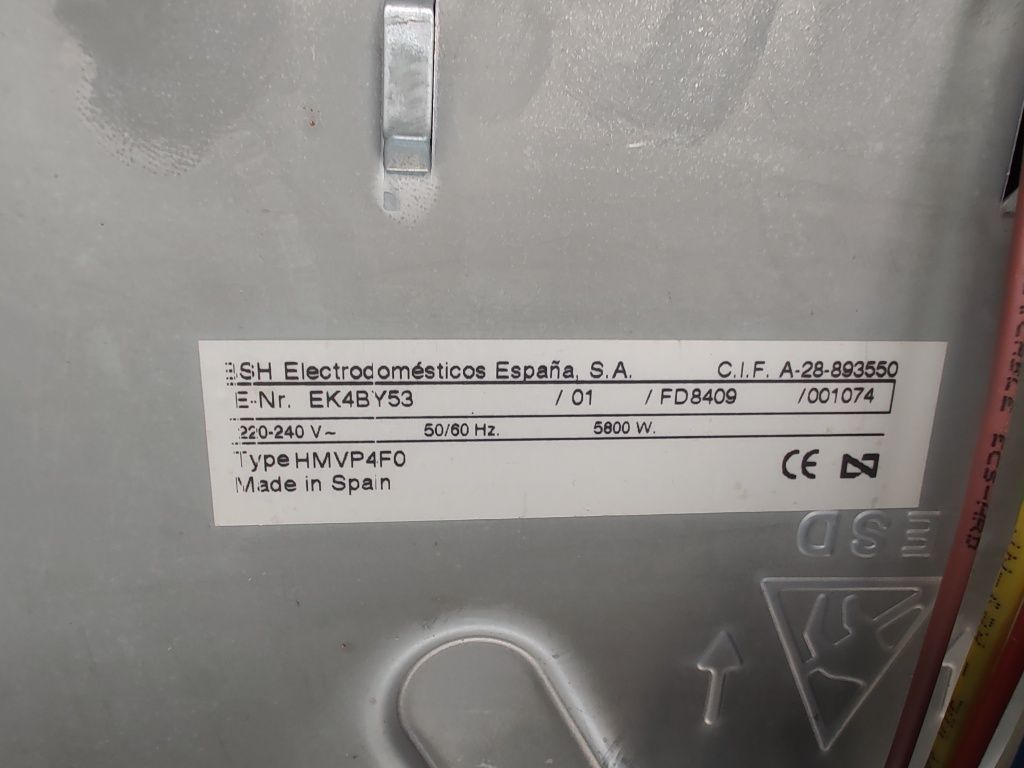 BSH Electrodomésticos España, S.A. C.I.F. A-28-893550
E-Nr. EK4BY53 / 01 / FD8409 /001074
220-240 V~ 50/60 Hz. 5800 W.
Type HMVP4F0
Made in Spain
CE
ESD